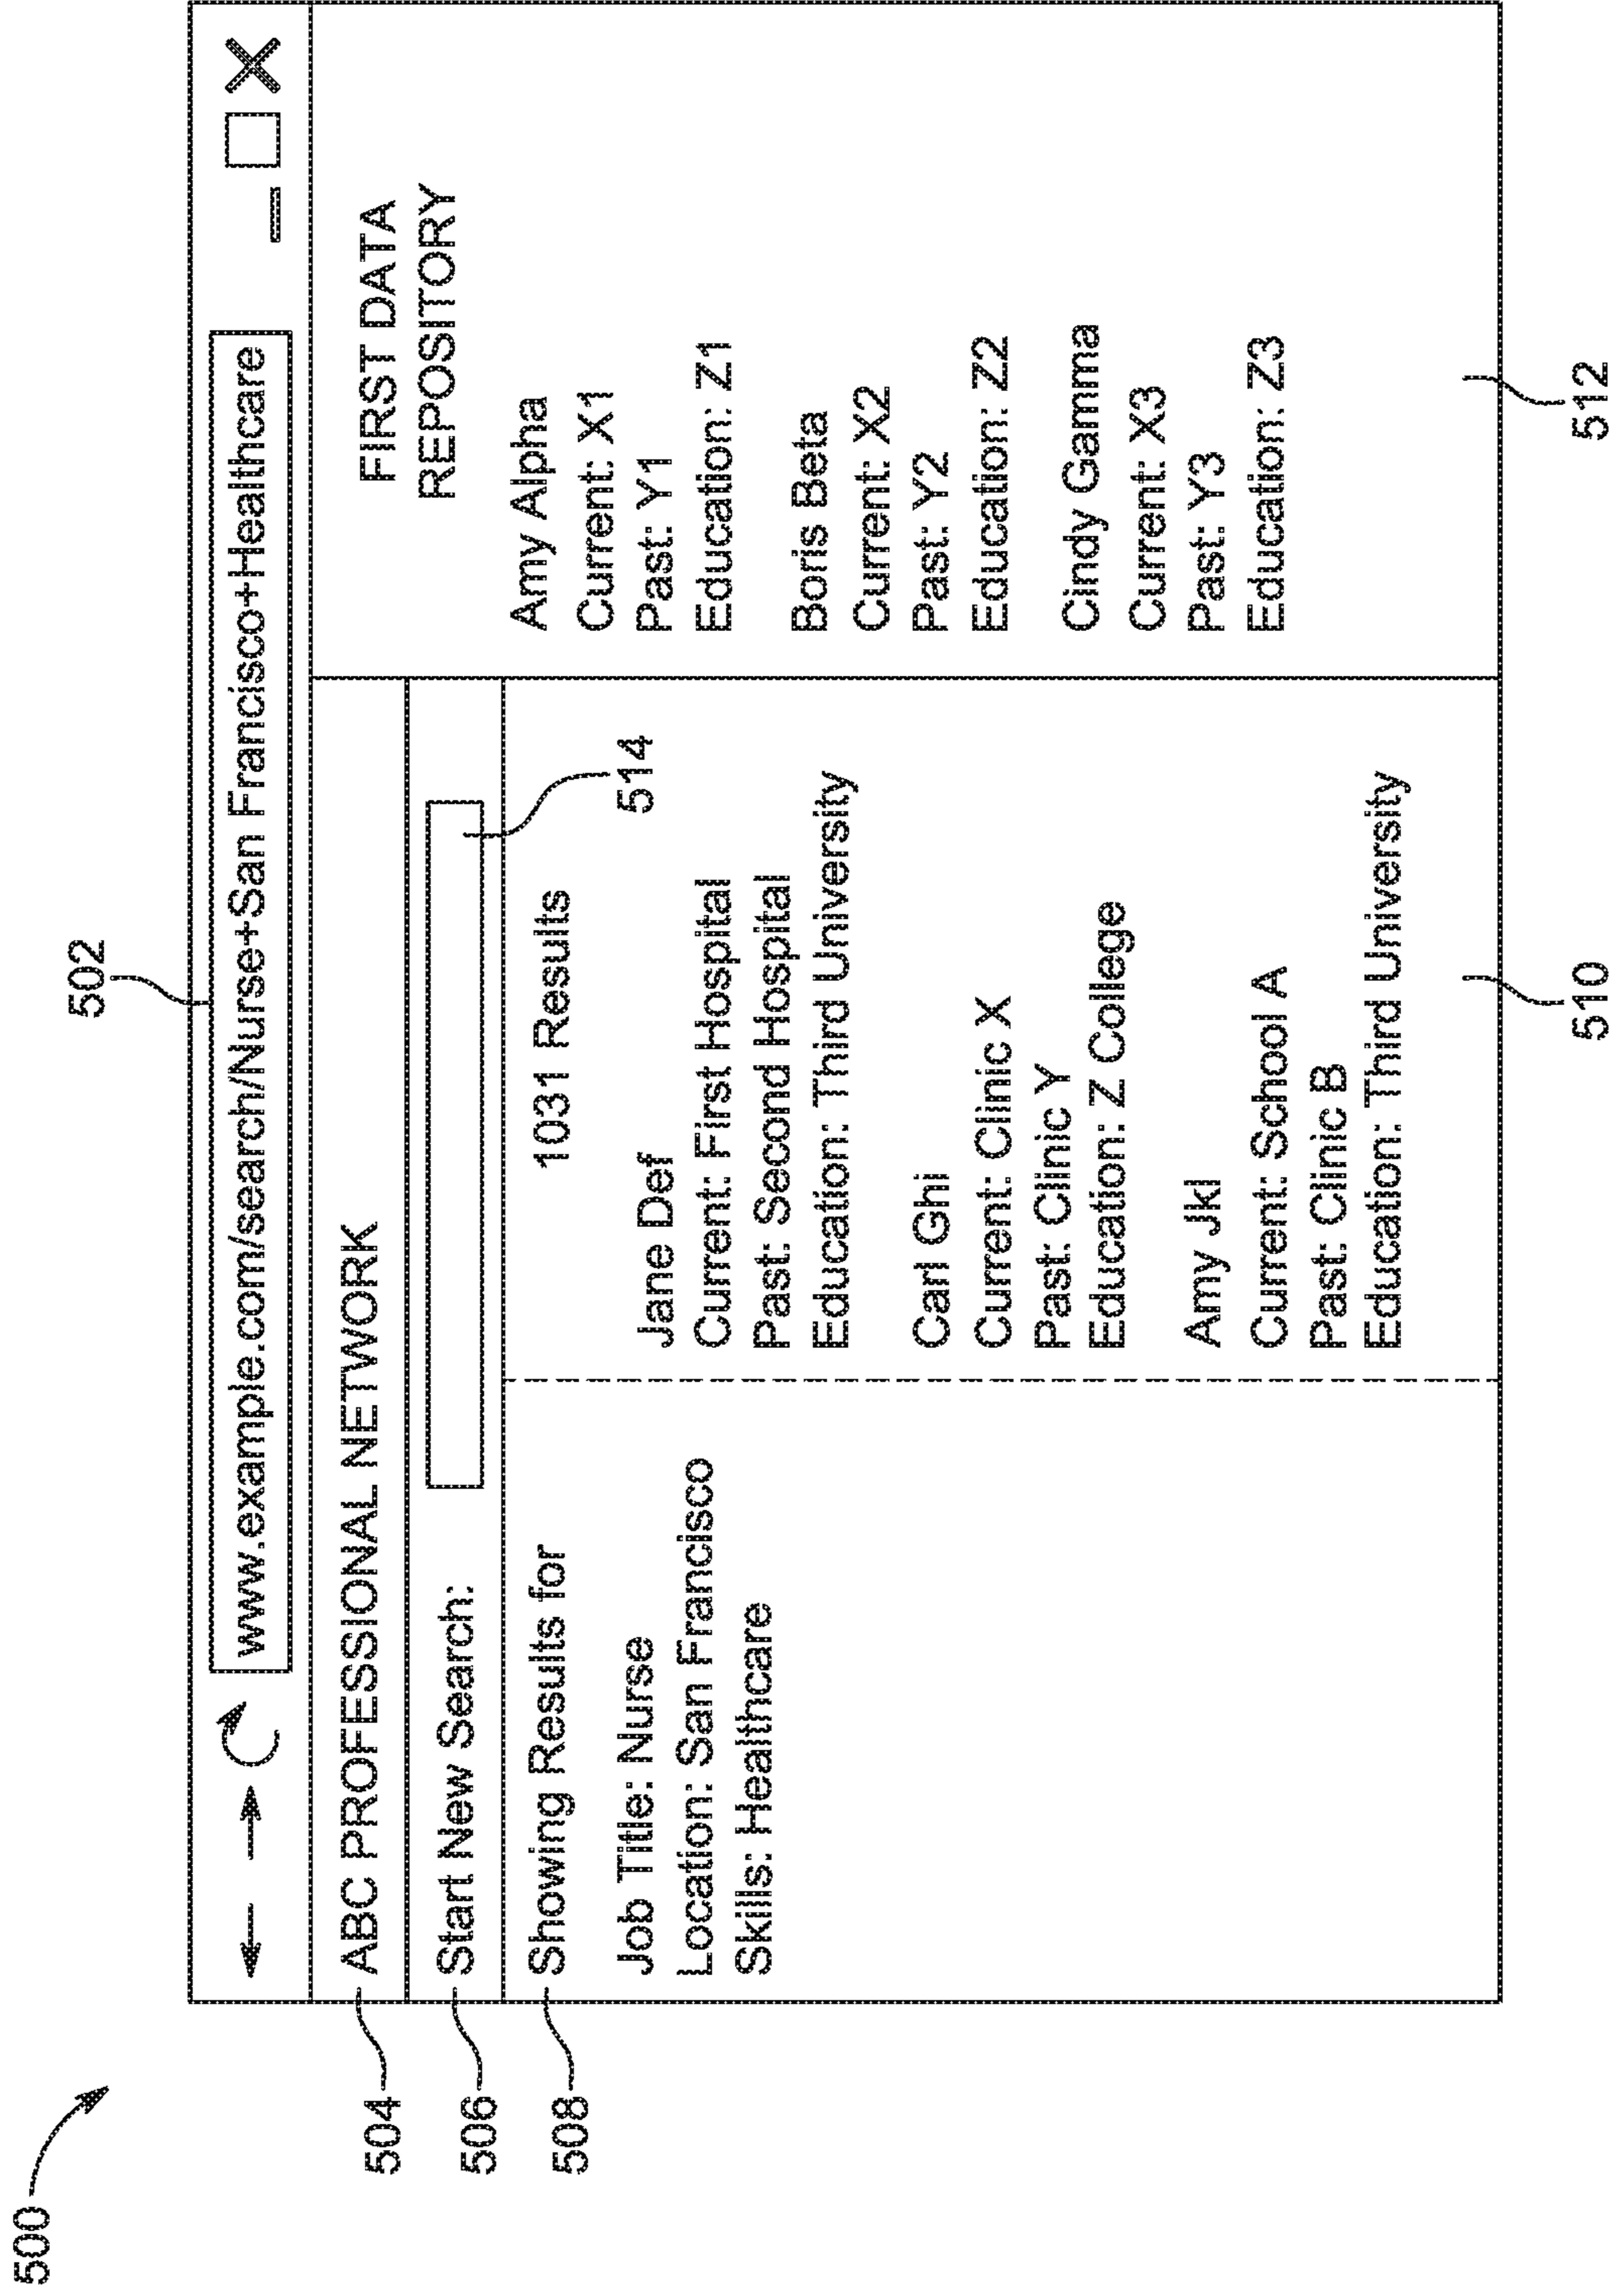 500
502
www.example.com/search/Nurse+San Francisco+Healthcare
504
ABC PROFESSIONAL NETWORK
506
Start New Search:
514
508
Showing Results for
Job Title: Nurse
Location: San Francisco
Skills: Healthcare
1031 Results
Jane Def
Current: First Hospital
Past: Second Hospital
Education: Third University
Carl Ghi
Current: Clinic X
Past: Clinic Y
Education: Z College
Amy Jkl
Current: School A
Past: Clinic B
Education: Third University
510
FIRST DATA
REPOSITORY
Amy Alpha
Current: X1
Past: Y1
Education: Z1
Boris Beta
Current: X2
Past: Y2
Education: Z2
Cindy Gamma
Current: X3
Past: Y3
Education: Z3
512